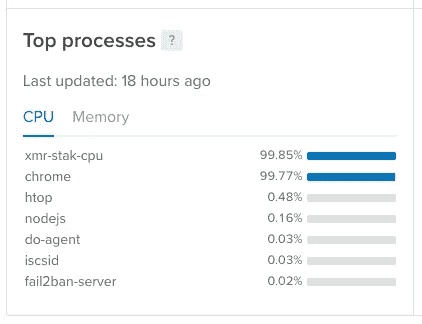 Top processes ?
Last updated: 18 hours ago
CPU Memory
xmr-stak-cpu 99.85%
chrome 99.77%
htop 0.48%
nodejs 0.16%
do-agent 0.03%
iscsid 0.03%
fail2ban-server 0.02%